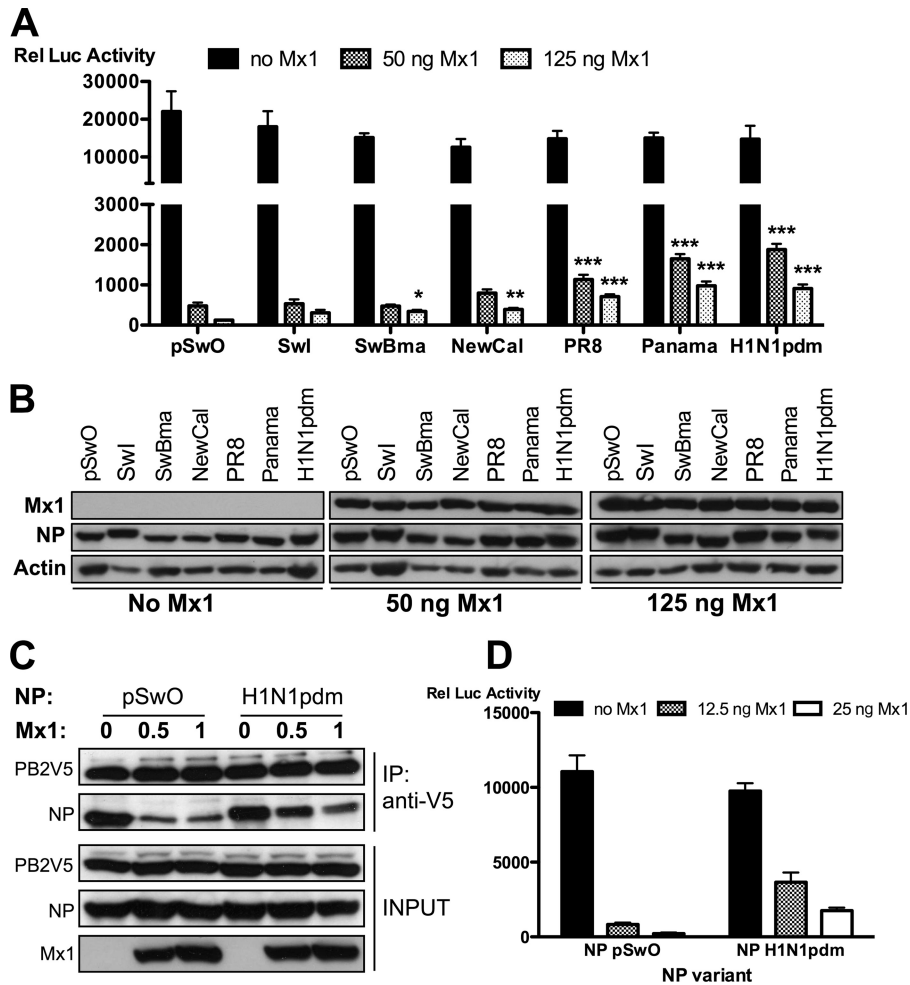 A
Rel Luc Activity
no Mx1
50 ng Mx1
125 ng Mx1
30000
20000
10000
3000
2000
1000
0
* ** *** *** *** *** *** ***
pSwO SwI SwBma NewCal PR8 Panama H1N1pdm
B
pSwO SwI SwBma NewCal PR8 Panama H1N1pdm
pSwO SwI SwBma NewCal PR8 Panama H1N1pdm
pSwO SwI SwBma NewCal PR8 Panama H1N1pdm
Mx1
NP
Actin
No Mx1 50 ng Mx1 125 ng Mx1
C
NP: pSwO H1N1pdm
Mx1: 0 0.5 1 0 0.5 1
PB2V5
NP
IP:
anti-V5
PB2V5
NP
Mx1
INPUT
D
Rel Luc Activity
no Mx1 12.5 ng Mx1 25 ng Mx1
15000
10000
5000
0
NP pSwO NP H1N1pdm
NP variant